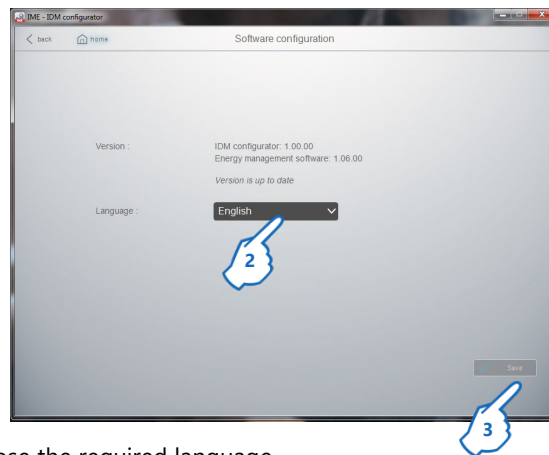 IME - IDM configurator
back home Software configuration
Version : IDM configurator: 1.00.00
Energy management software: 1.06.00
Version is up to date
Language : English
2
Save
3
the required language